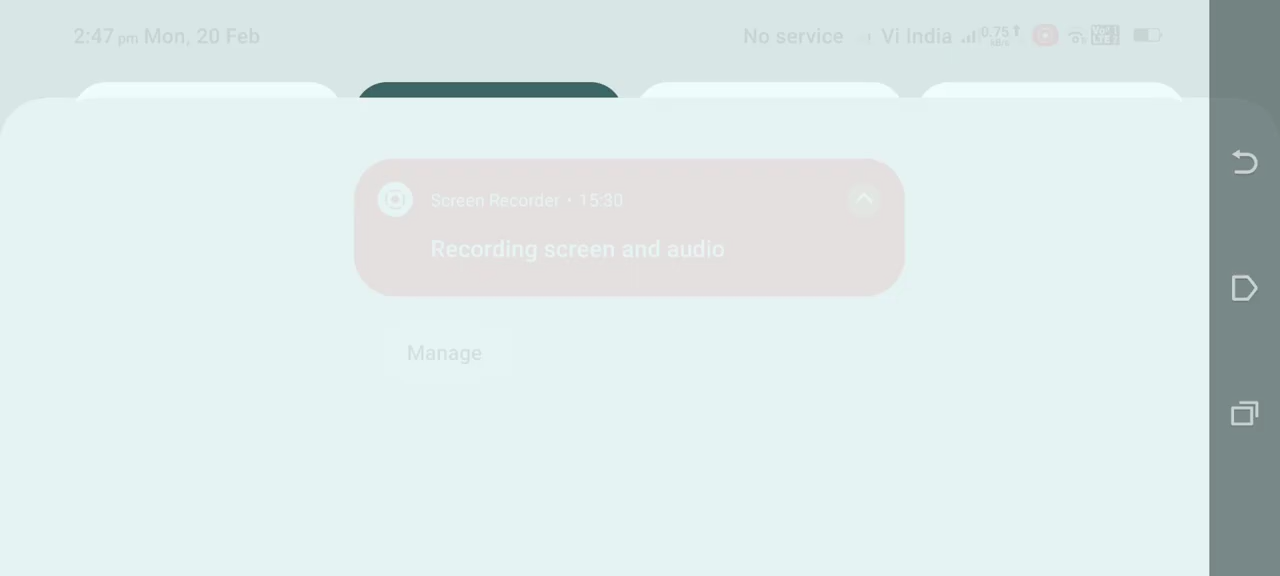 2:47 pm Mon, 20 Feb
No service Vi India 0.75 kB/s
Screen Recorder • 15:30
Recording screen and audio
Manage